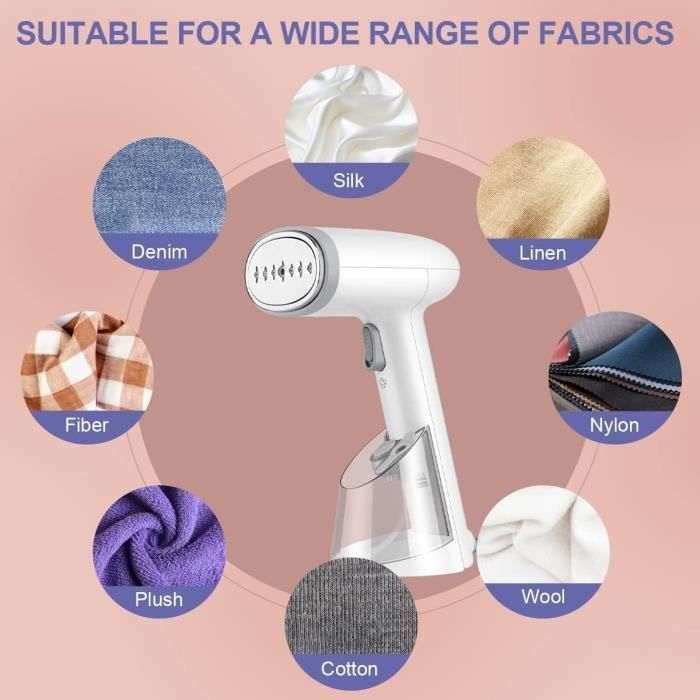 SUITABLE FOR A WIDE RANGE OF FABRICS
Silk
Denim
Linen
Fiber
Nylon
Plush
Wool
Cotton